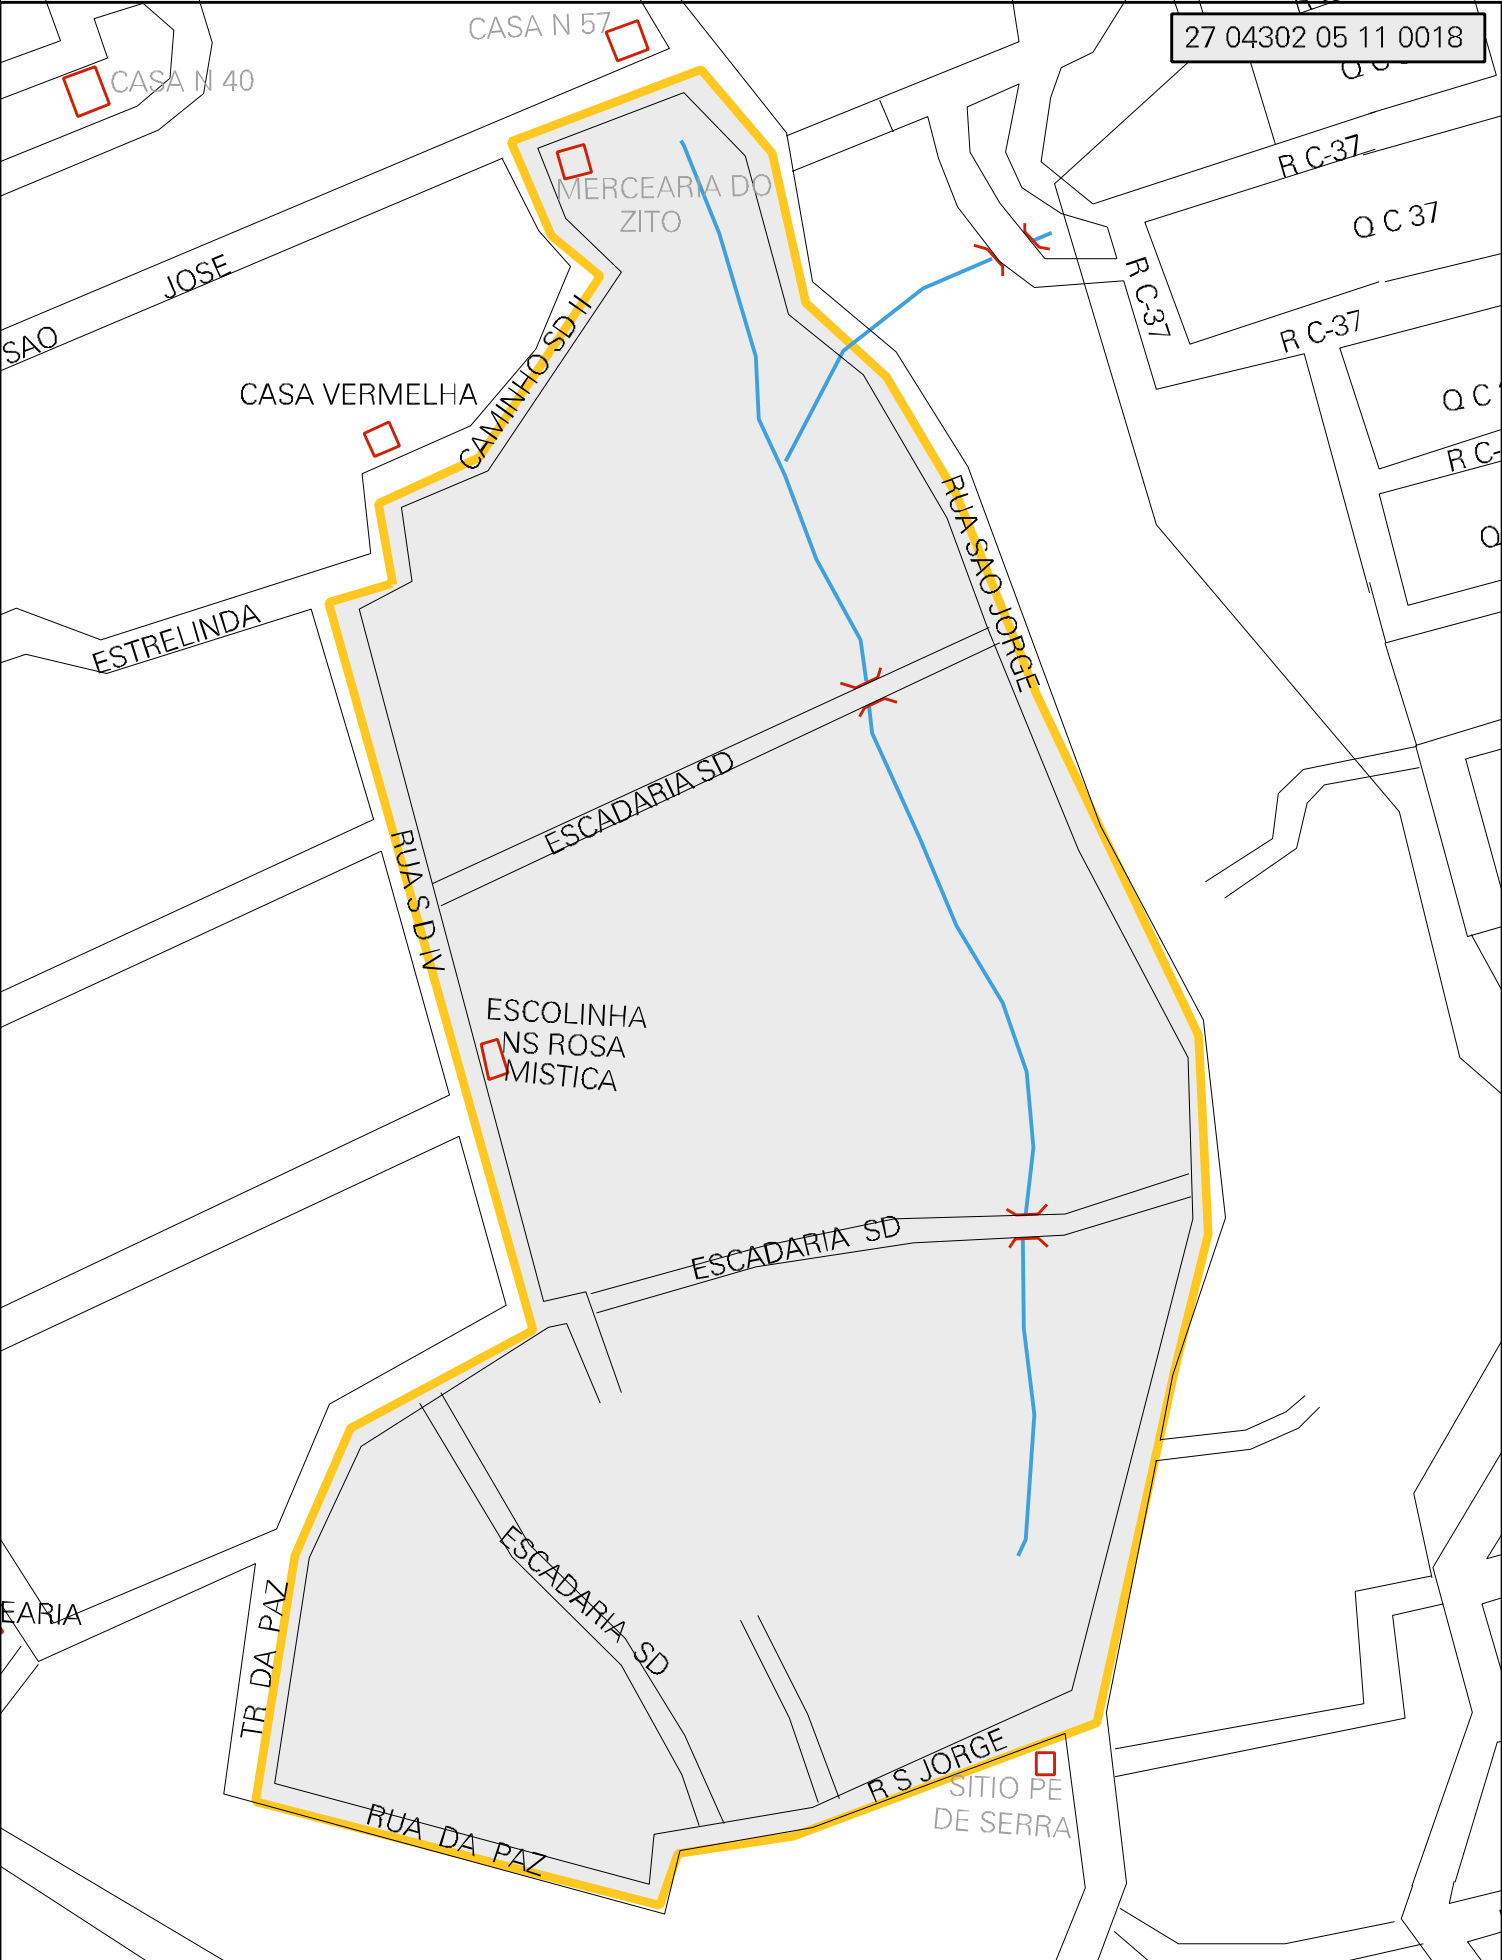 CASA N 57
27 04302 05 11 0018
CASA N 40
R C-37
MERCEARIA DO
ZITO
Q C 37
JOSE
R C-37
R C-37
SAO
CAMINHO SD II
CASA VERMELHA
Q C
R C-
RUA SAO JORGE
Q
ESTRELINDA
ESCADARIA SD
RUA S D IV
ESCOLINHA
NS ROSA
MISTICA
ESCADARIA SD
ESCADARIA SD
EARIA
TR DA PAZ
R S JORGE
SITIO PE
DE SERRA
RUA DA PAZ